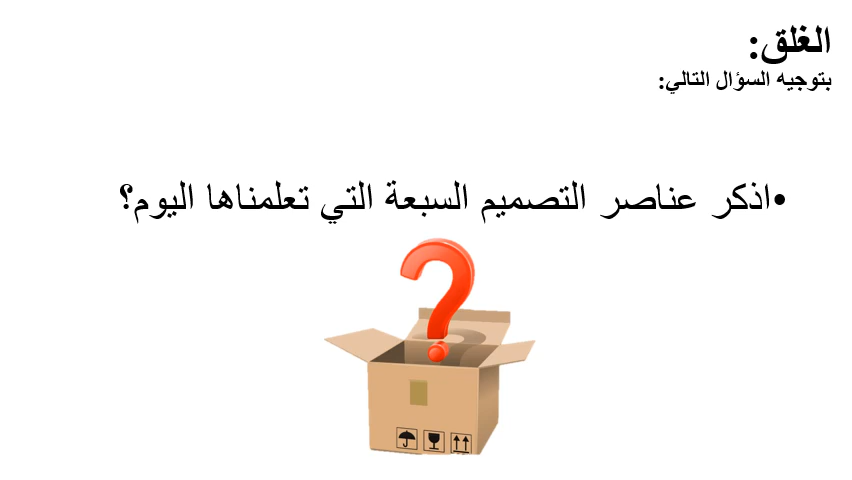 الغلق:
بتوجيه السؤال التالي:
•اذكر عناصر التصميم السبعة التي تعلمناها اليوم؟